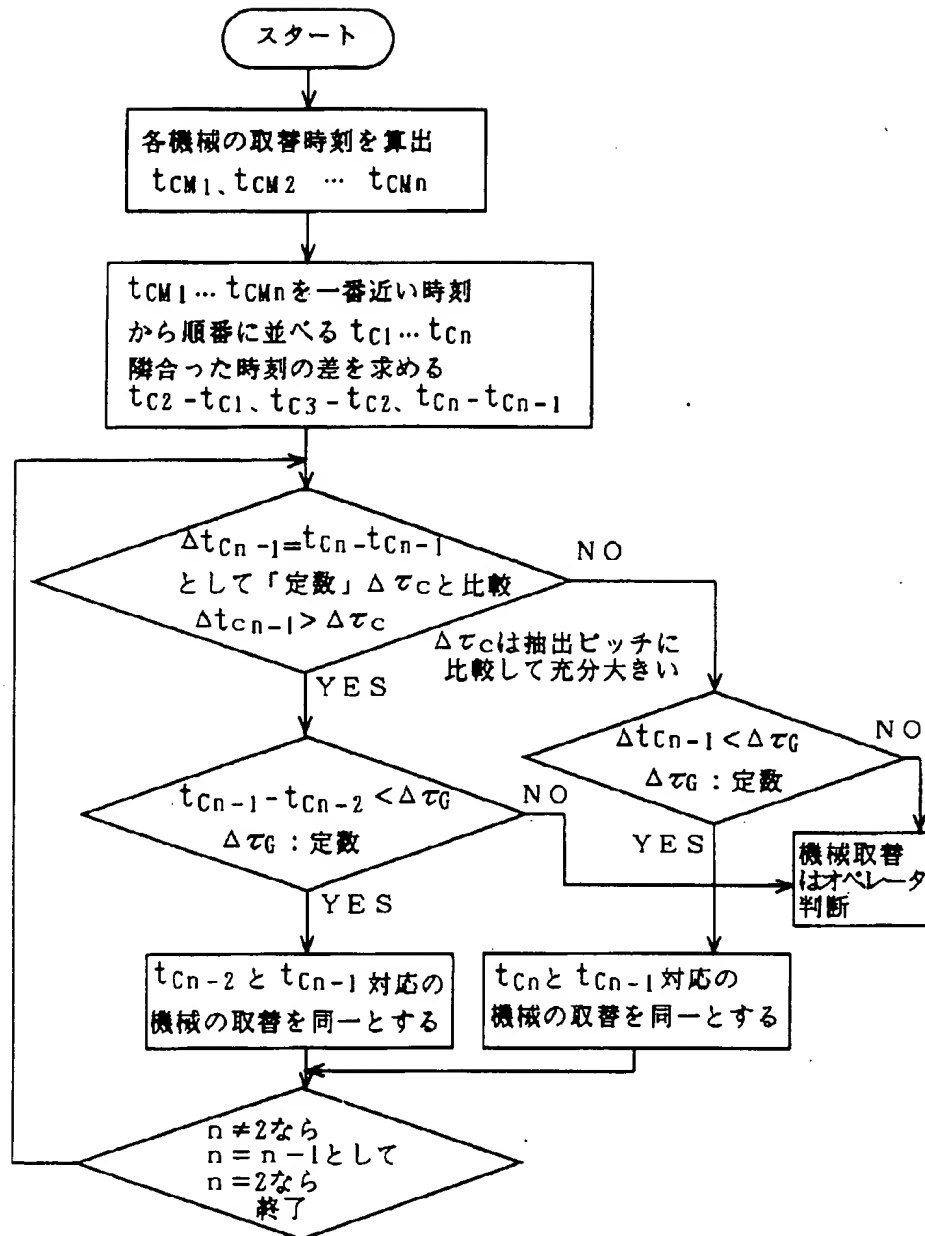 スタート
各機械の取替時刻を算出
tCM1、tCM2 … tCMn
tCM1… tCMnを一番近い時刻
から順番に並べる tC1…tCn
隣合った時刻の差を求める
tC2-tC1、tC3-tC2、tCn-tCn-1
ΔtCn-1=tCn-tCn-1
として「定数」Δτcと比較
Δtcn-1>Δτc
NO
Δτcは抽出ピッチに
比較して充分大きい
YES
ΔtCn-1<ΔτG
ΔτG:定数
NO
YES
tCn-1-tCn-2<ΔτG
ΔτG:定数
NO
YES
機械取替
はオペレータ
判断
tCn-2とtCn-1対応の
機械の取替を同一とする
tCnとtCn-1対応の
機械の取替を同一とする
n≠2なら
n=n-1として
n=2なら
終了